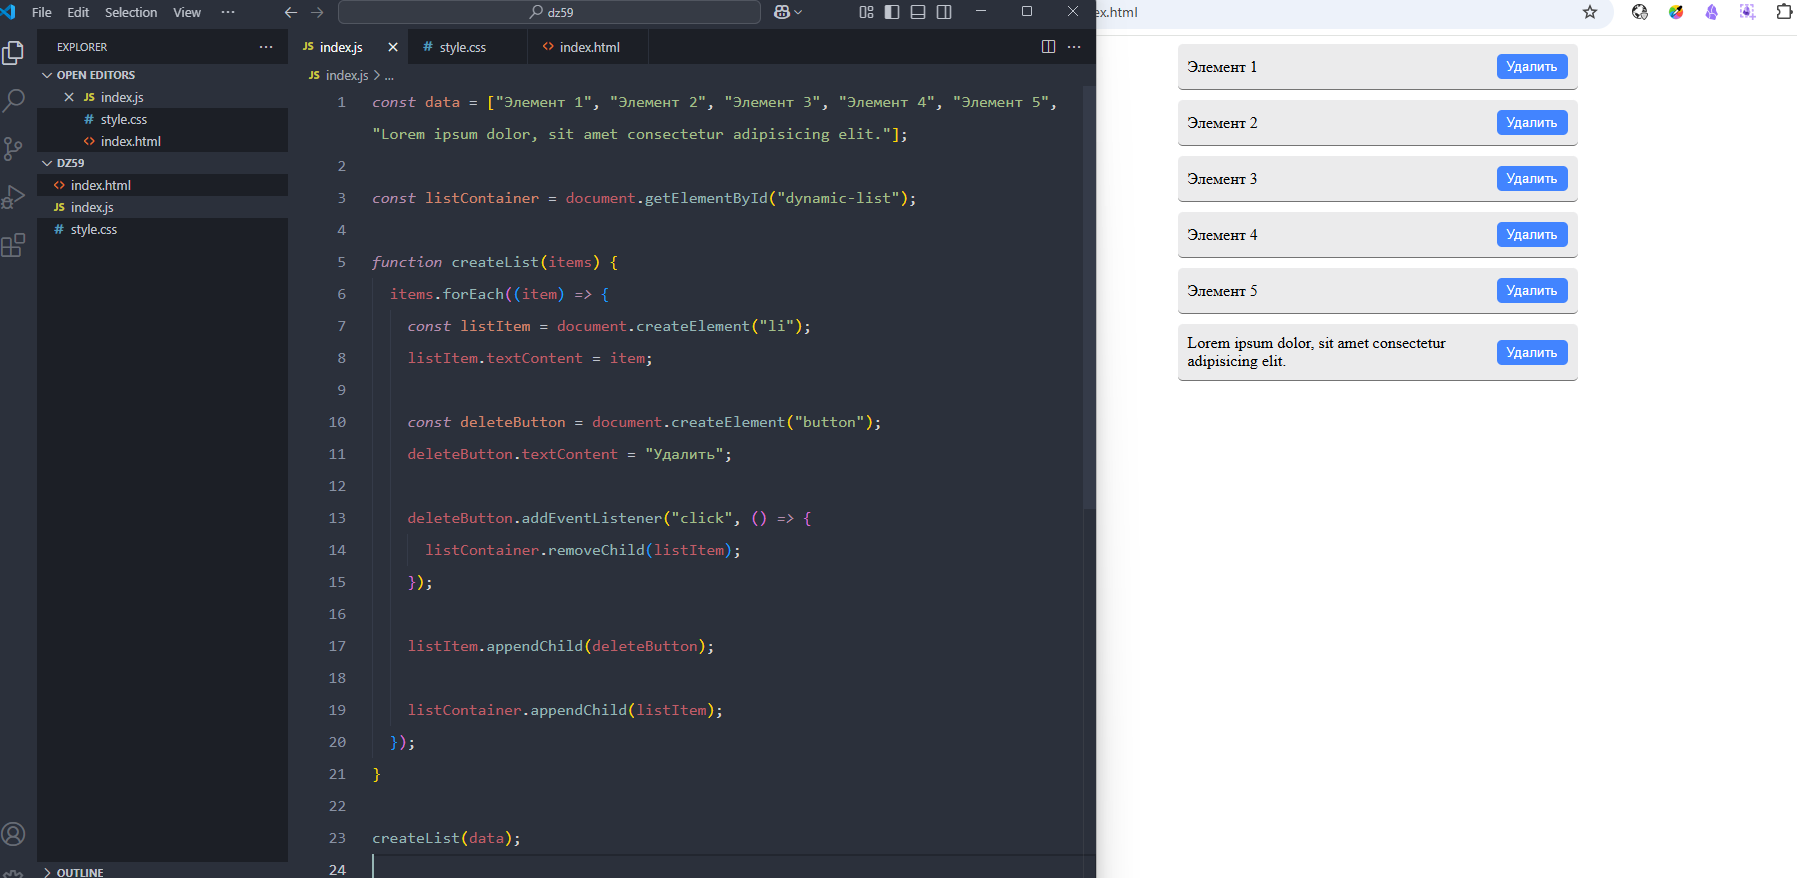 File Edit Selection View ··· dz59
EXPLORER ···
OPEN EDITORS
JS index.js
# style.css
<> index.html
DZ59
<> index.html
JS index.js
# style.css
OUTLINE
JS index.js # style.css <> index.html ···
JS index.js > ...
1 const data = ["Элемент 1", "Элемент 2", "Элемент 3", "Элемент 4", "Элемент 5",
"Lorem ipsum dolor, sit amet consectetur adipisicing elit."];
2
3 const listContainer = document.getElementById("dynamic-list");
4
5 function createList(items) {
6 items.forEach((item) => {
7 const listItem = document.createElement("li");
8 listItem.textContent = item;
9
10 const deleteButton = document.createElement("button");
11 deleteButton.textContent = "Удалить";
12
13 deleteButton.addEventListener("click", () => {
14 listContainer.removeChild(listItem);
15 });
16
17 listItem.appendChild(deleteButton);
18
19 listContainer.appendChild(listItem);
20 });
21 }
22
23 createList(data);
24
ex.html
Элемент 1 Удалить
Элемент 2 Удалить
Элемент 3 Удалить
Элемент 4 Удалить
Элемент 5 Удалить
Lorem ipsum dolor, sit amet consectetur
adipisicing elit. Удалить